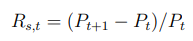 R_{s,t} = (P_{t+1} − P_t)/P_t